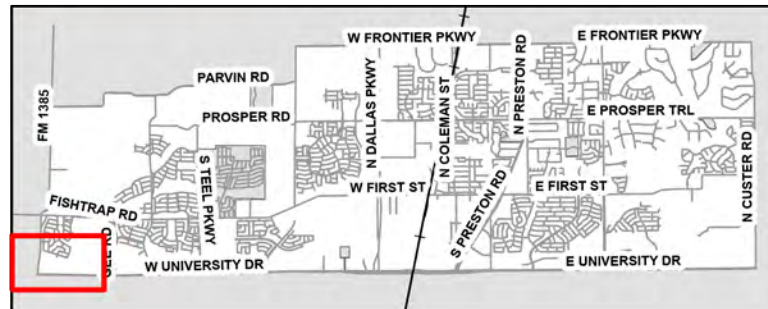 W FRONTIER PKWY
E FRONTIER PKWY
PARVIN RD
FM 1385
PROSPER RD
N DALLAS PKWY
N COLEMAN ST
N PRESTON RD
E PROSPER TRL
S TEEL PKWY
W FIRST ST
S PRESTON RD
E FIRST ST
N CUSTER RD
FISHTRAP RD
RD
W UNIVERSITY DR
E UNIVERSITY DR